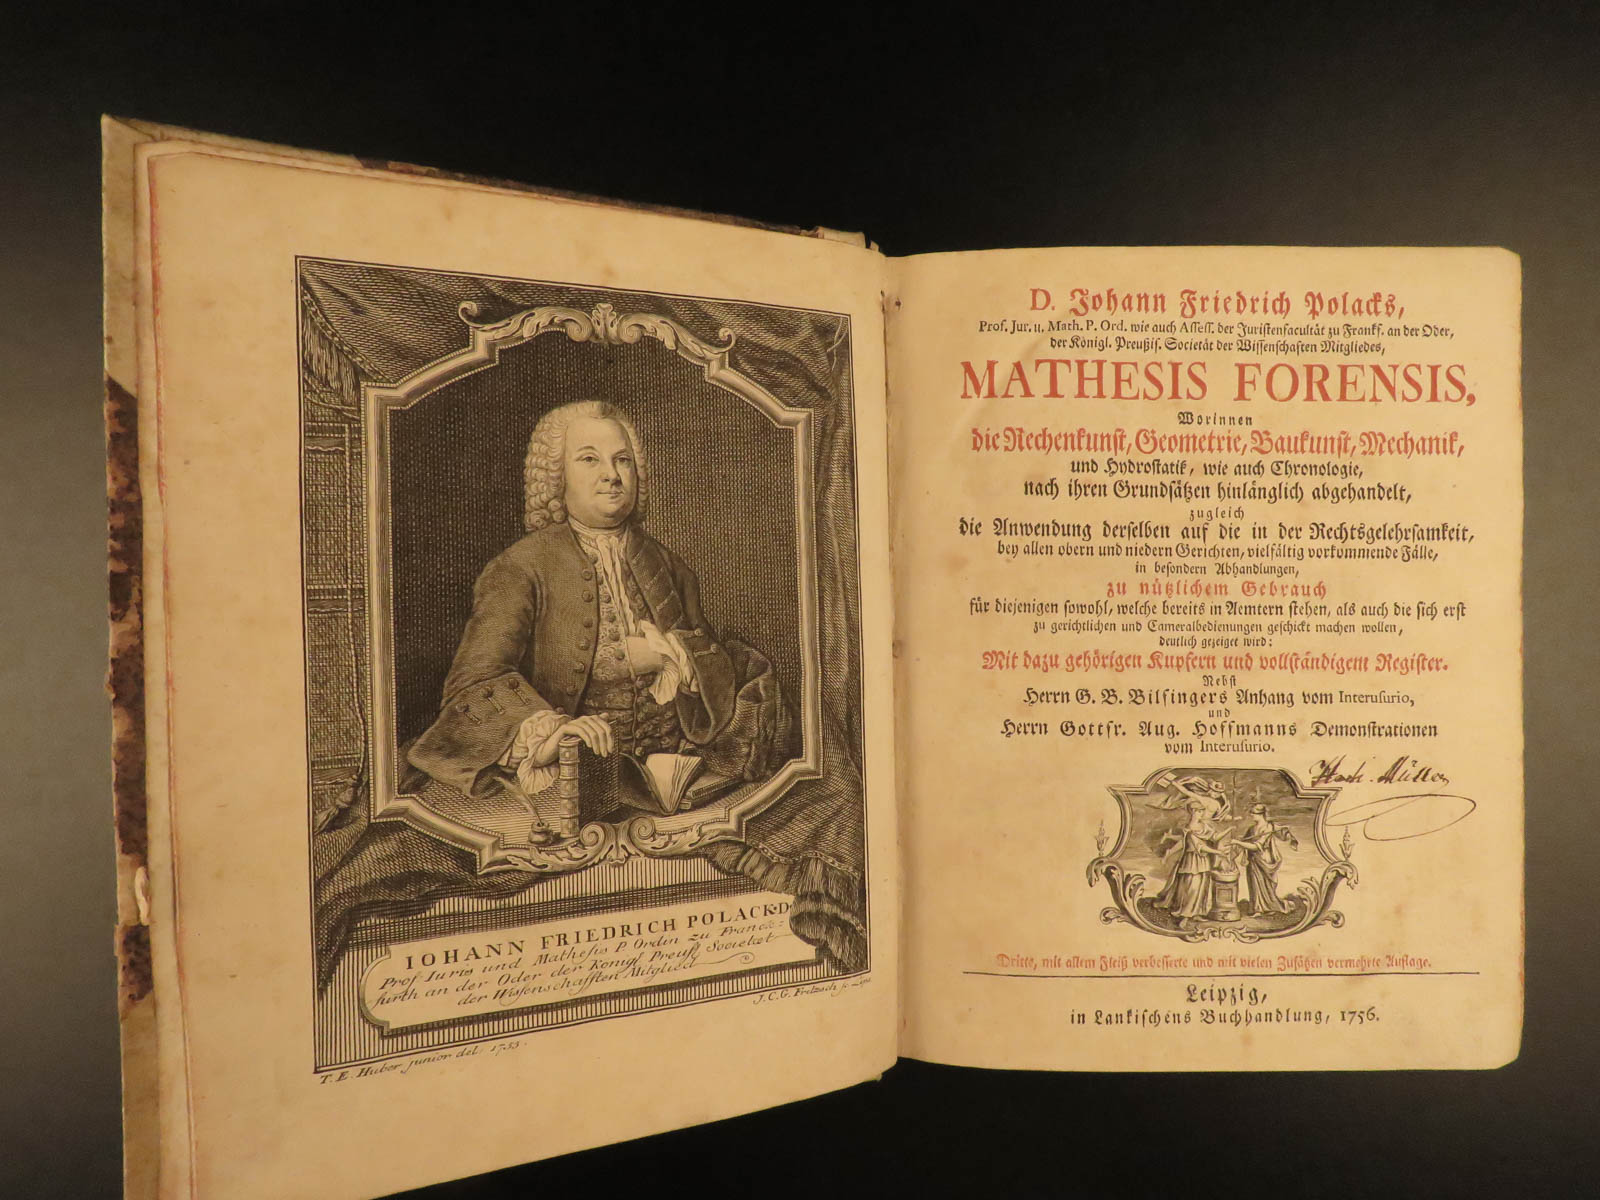 IOHANN FRIEDRICH POLACK·D
Prof Iuris und Mathesis P. Ordin zu Franck=
furth an der Oder der Königl Preuß Societæt
der Wissenschafften Mitglied
T. E. Huber junior del: 1753.
J. C. G. Fritzsch sc. Lips.
D. Johann Friedrich Polacks,
Prof. Jur. u. Math. P. Ord. wie auch Assess. der Juristenfacultät zu Frankf. an der Oder,
der Königl. Preußis. Societät der Wissenschaften Mitgliedes,
MATHESIS FORENSIS,
Worinnen
die Rechenkunst, Geometrie, Baukunst, Mechanik,
und Hydrostatik, wie auch Chronologie,
nach ihren Grundsätzen hinlänglich abgehandelt,
zugleich
die Anwendung derselben auf die in der Rechtsgelehrsamkeit,
bey allen obern und niedern Gerichten, vielfältig vorkommende Fälle,
in besondern Abhandlungen,
zu nützlichem Gebrauch
für diejenigen sowohl, welche bereits in Aemtern stehen, als auch die sich erst
zu gerichtlichen und Cameralbedienungen geschickt machen wollen,
deutlich gezeiget wird:
Mit dazu gehörigen Kupfern und vollständigem Register.
Nebst
Herrn G. B. Bilfingers Anhang vom Interusurio,
und
Herrn Gottfr. Aug. Hoffmanns Demonstrationen
vom Interusurio.
Müller
Dritte, mit allem Fleiß verbesserte und mit vielen Zusätzen vermehrte Auflage.
Leipzig,
in Lankischens Buchhandlung, 1756.